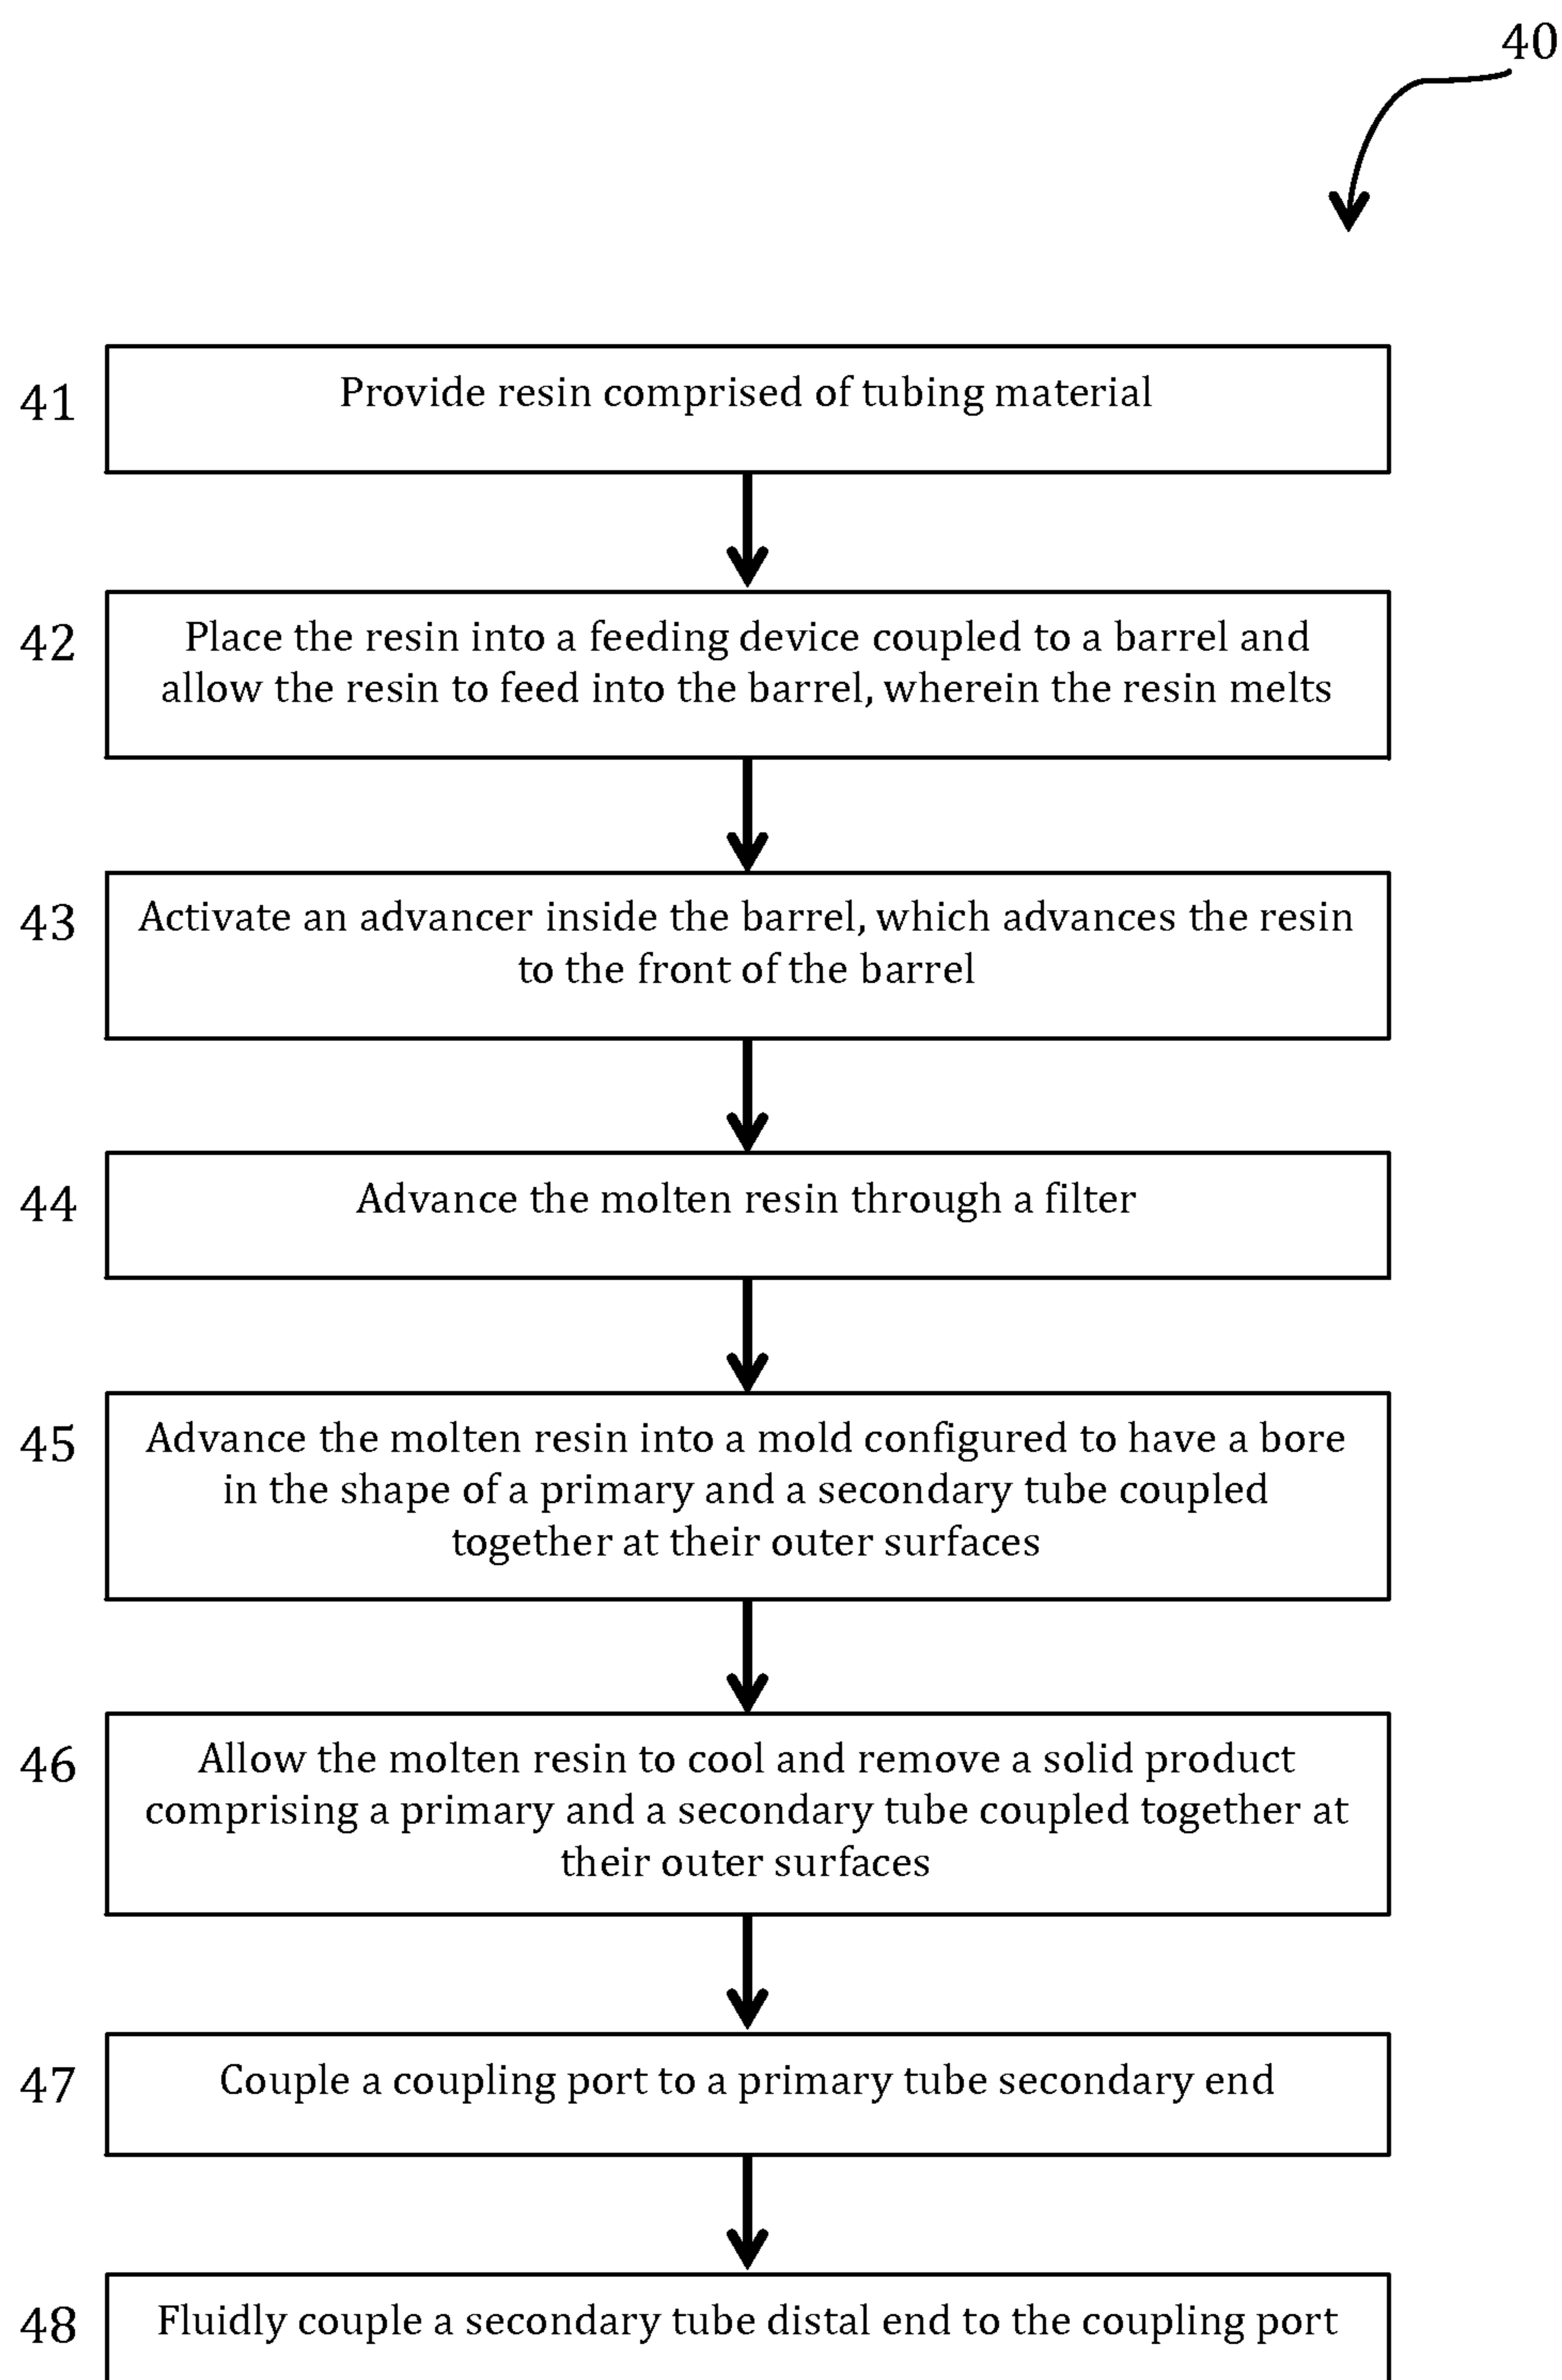 40
41
Provide resin comprised of tubing material
42
Place the resin into a feeding device coupled to a barrel and
allow the resin to feed into the barrel, wherein the resin melts
43
Activate an advancer inside the barrel, which advances the resin
to the front of the barrel
44
Advance the molten resin through a filter
45
Advance the molten resin into a mold configured to have a bore
in the shape of a primary and a secondary tube coupled
together at their outer surfaces
46
Allow the molten resin to cool and remove a solid product
comprising a primary and a secondary tube coupled together at
their outer surfaces
47
Couple a coupling port to a primary tube secondary end
48
Fluidly couple a secondary tube distal end to the coupling port